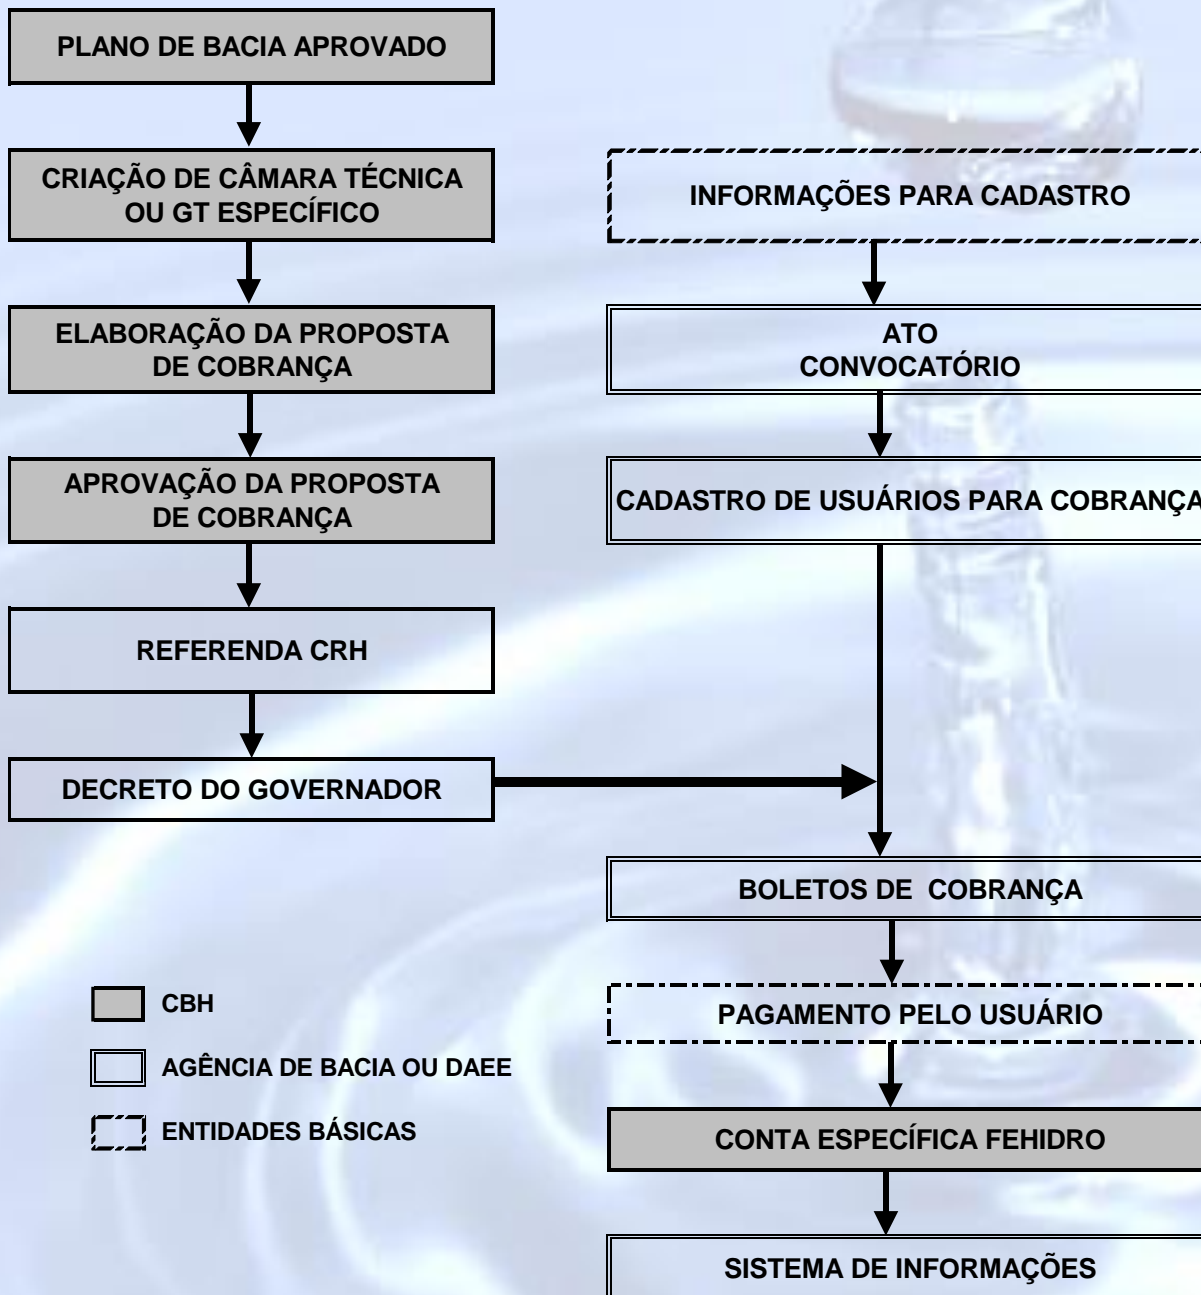 PLANO DE BACIA APROVADO
CRIAÇÃO DE CÂMARA TÉCNICA
OU GT ESPECÍFICO
ELABORAÇÃO DA PROPOSTA
DE COBRANÇA
APROVAÇÃO DA PROPOSTA
DE COBRANÇA
REFERENDA CRH
DECRETO DO GOVERNADOR
INFORMAÇÕES PARA CADASTRO
ATO
CONVOCATÓRIO
CADASTRO DE USUÁRIOS PARA COBRANÇA
BOLETOS DE COBRANÇA
PAGAMENTO PELO USUÁRIO
CONTA ESPECÍFICA FEHIDRO
SISTEMA DE INFORMAÇÕES
CBH
AGÊNCIA DE BACIA OU DAEE
ENTIDADES BÁSICAS